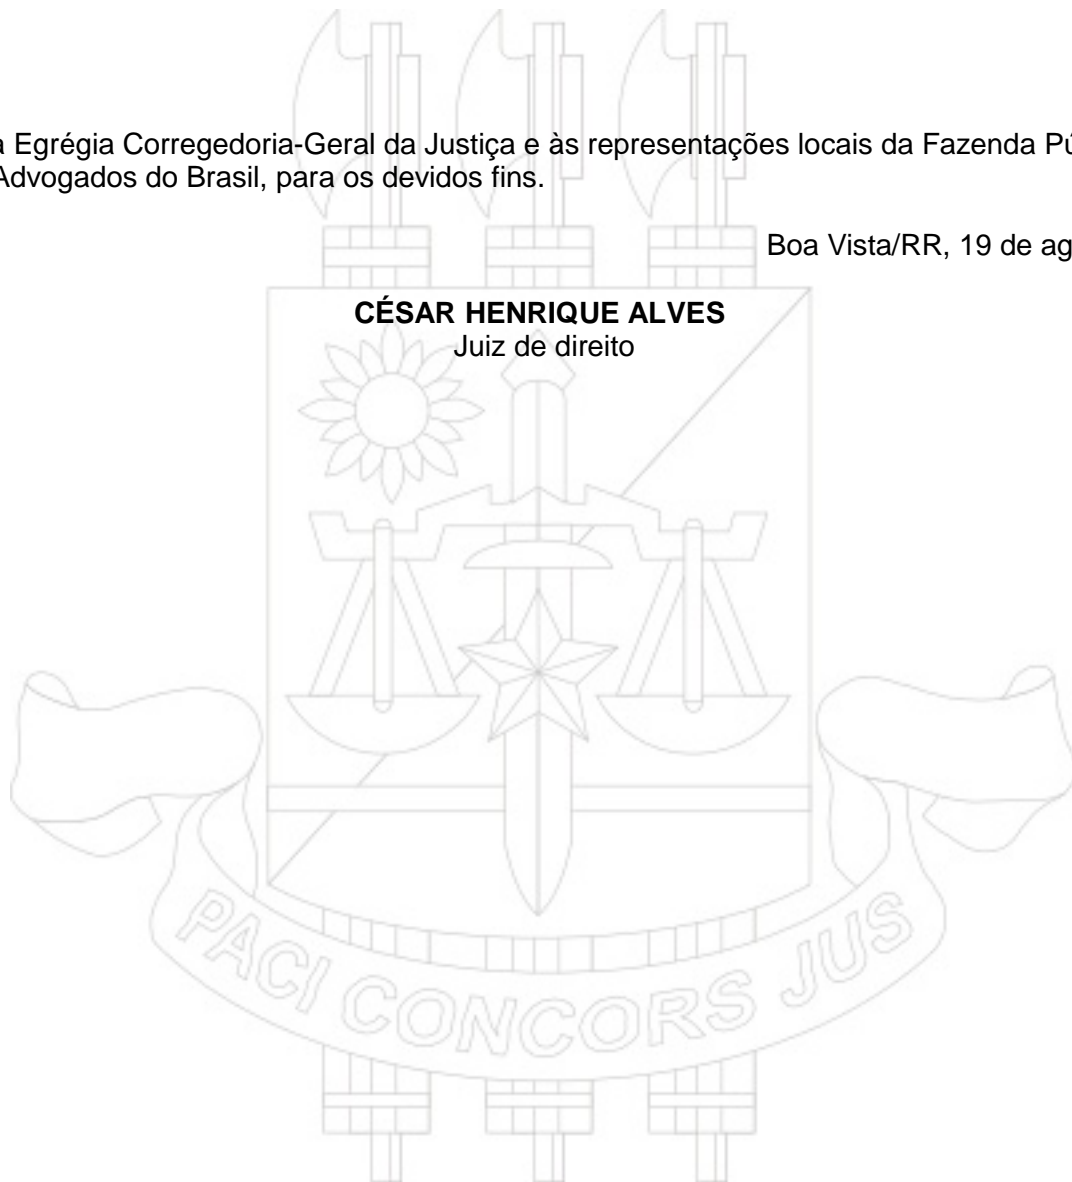 a Egrégia Corregedoria-Geral da Justiça e às representações locais da Fazenda Pú
Advogados do Brasil, para os devidos fins.
Boa Vista/RR, 19 de ag
CÉSAR HENRIQUE ALVES
Juiz de direito
PACI CONCORS JUS